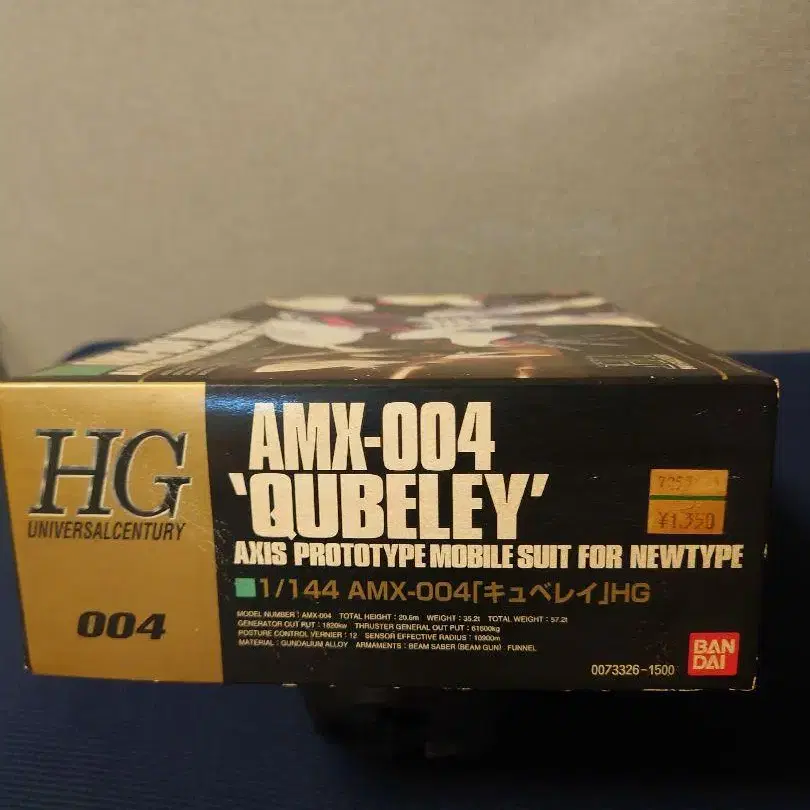 HG
UNIVERSALCENTURY
004
AMX-004
'QUBELEY'
AXIS PROTOTYPE MOBILE SUIT FOR NEWTYPE
1/144 AMX-004「キュベレイ」HG
MODEL NUMBER : AMX-004 TOTAL HEIGHT : 20.6m WEIGHT : 35.2t TOTAL WEIGHT : 57.2t
GENERATOR OUT PUT : 1820kw THRUSTER GENERAL OUT PUT : 61600kg
POSTURE CONTROL VERNIER : 12 SENSOR EFFECTIVE RADIUS : 10900m
MATERIAL : GUNDALIUM ALLOY ARMAMENTS : BEAM SABER (BEAM GUN) FUNNEL
¥1,350
BAN
DAI
0073326-1500